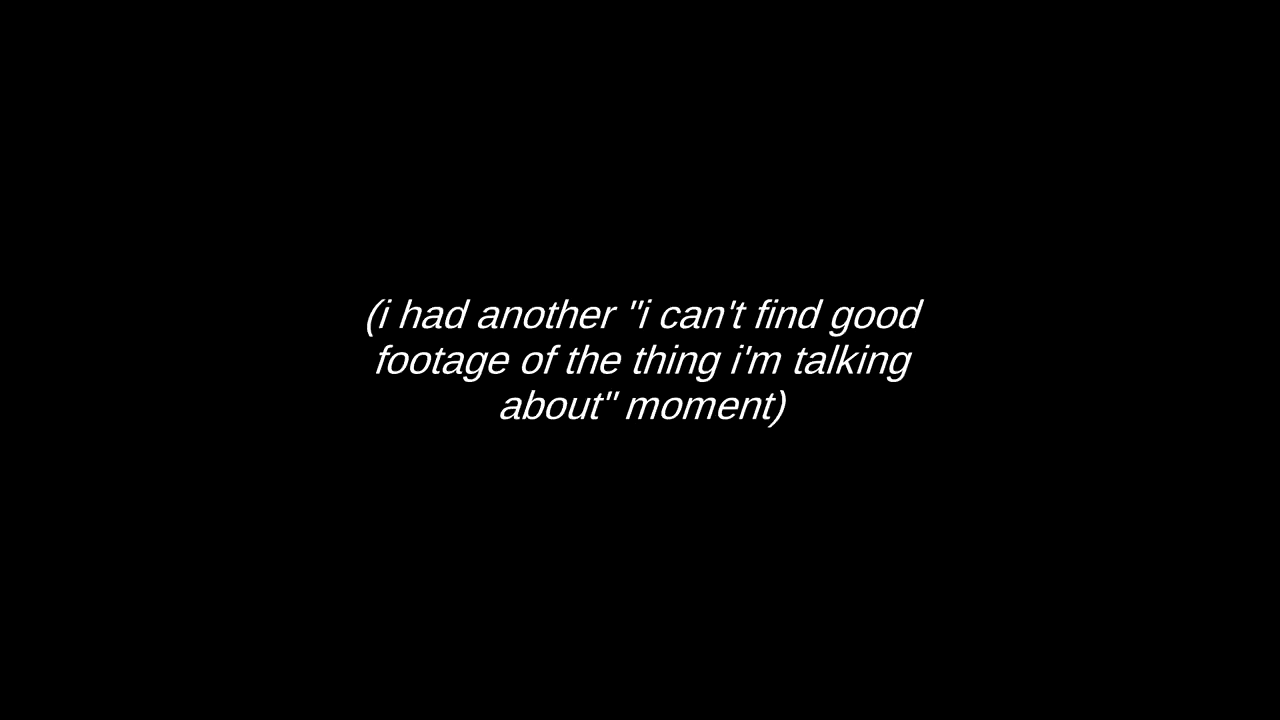 (i had another "i can't find good
footage of the thing i'm talking
about" moment)